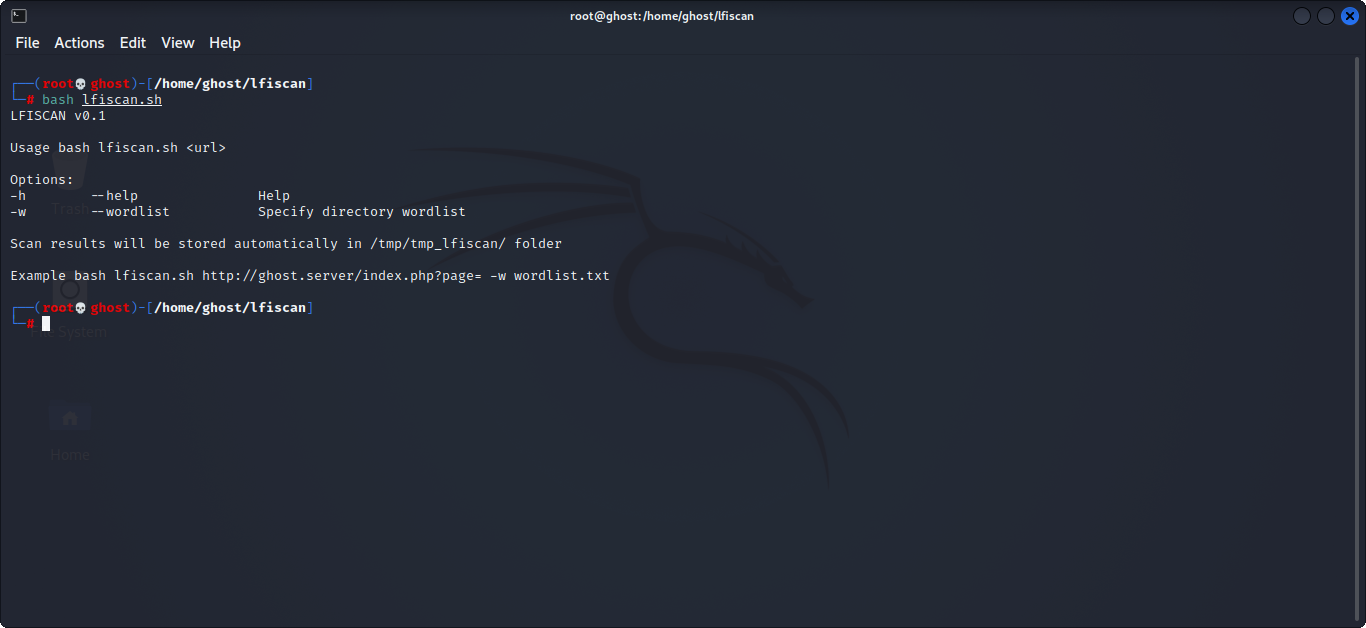 root@ghost:/home/ghost/lfiscan
File Actions Edit View Help
┌──(root💀ghost)-[/home/ghost/lfiscan]
└─# bash lfiscan.sh
LFISCAN v0.1
Usage bash lfiscan.sh <url>
Options:
-h --help Help
-w --wordlist Specify directory wordlist
Trash
Scan results will be stored automatically in /tmp/tmp_lfiscan/ folder
Example bash lfiscan.sh http://ghost.server/index.php?page= -w wordlist.txt
┌──(root💀ghost)-[/home/ghost/lfiscan]
└─#
System
Home